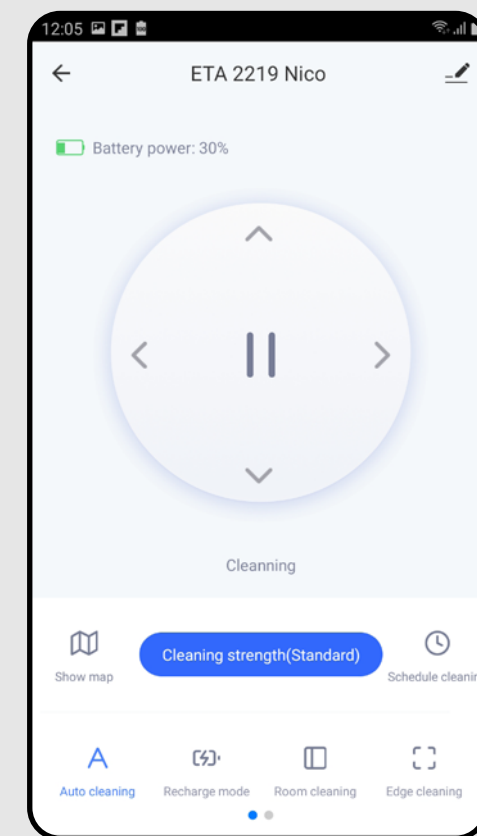 12:05
ETA 2219 Nico
Battery power: 30%
Cleanning
Show map
Cleaning strength(Standard)
Schedule cleanin
A
Auto cleaning
Recharge mode
Room cleaning
Edge cleaning